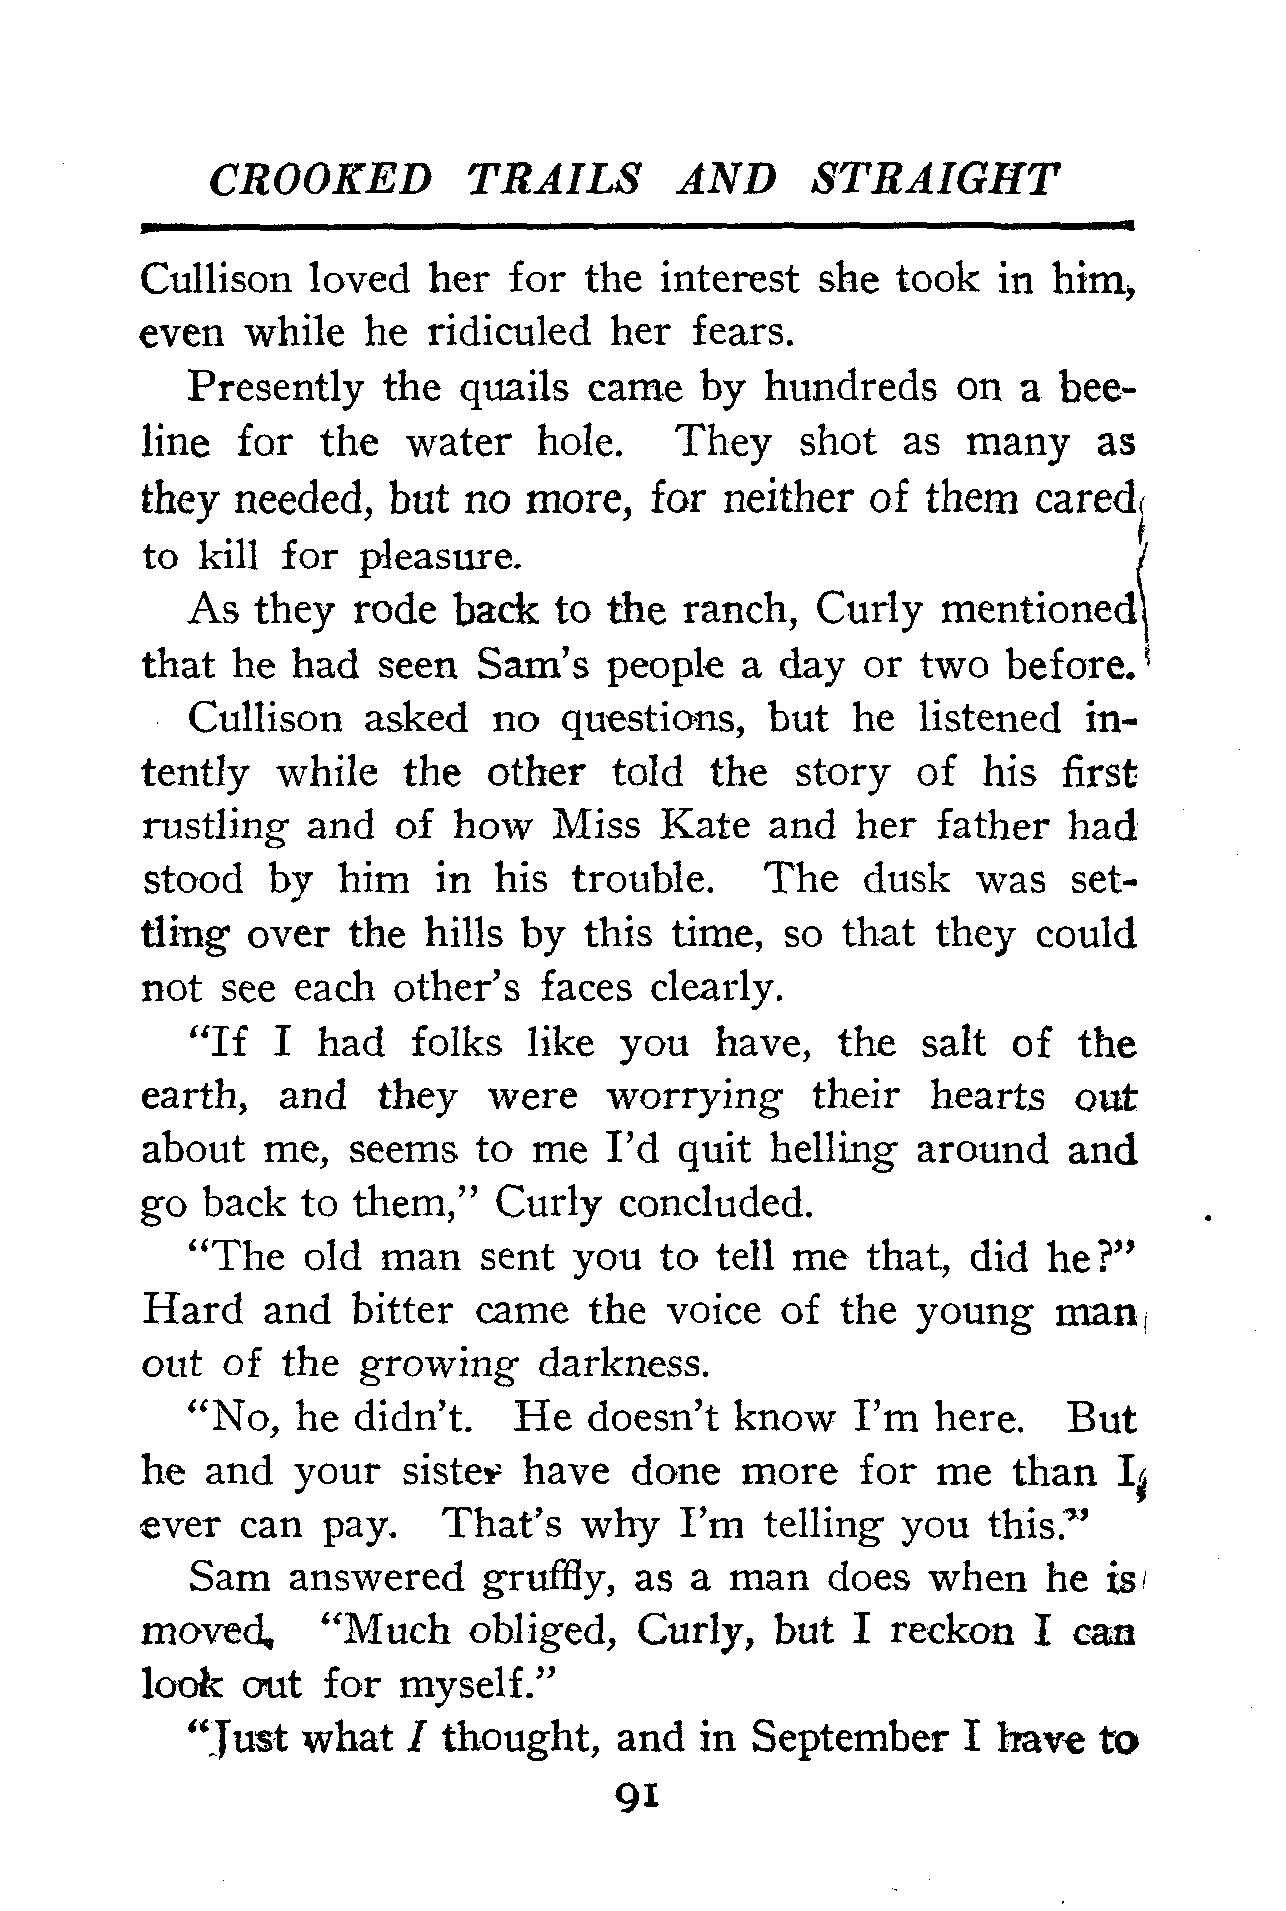 CROOKED TRAILS AND STRAIGHT
Cullison loved her for the interest she took in him,
even while he ridiculed her fears.
Presently the quails came by hundreds on a bee-
line for the water hole. They shot as many as
they needed, but no more, for neither of them cared
to kill for pleasure.
As they rode back to the ranch, Curly mentioned
that he had seen Sam's people a day or two before.
Cullison asked no questions, but he listened in-
tently while the other told the story of his first
rustling and of how Miss Kate and her father had
stood by him in his trouble. The dusk was set-
tling over the hills by this time, so that they could
not see each other's faces clearly.
"If I had folks like you have, the salt of the
earth, and they were worrying their hearts out
about me, seems to me I'd quit helling around and
go back to them," Curly concluded.
"The old man sent you to tell me that, did he?"
Hard and bitter came the voice of the young man
out of the growing darkness.
"No, he didn't. He doesn't know I'm here. But
he and your sister have done more for me than I
ever can pay. That's why I'm telling you this."
Sam answered gruffly, as a man does when he is
moved, "Much obliged, Curly, but I reckon I can
look out for myself."
"Just what I thought, and in September I have to
91